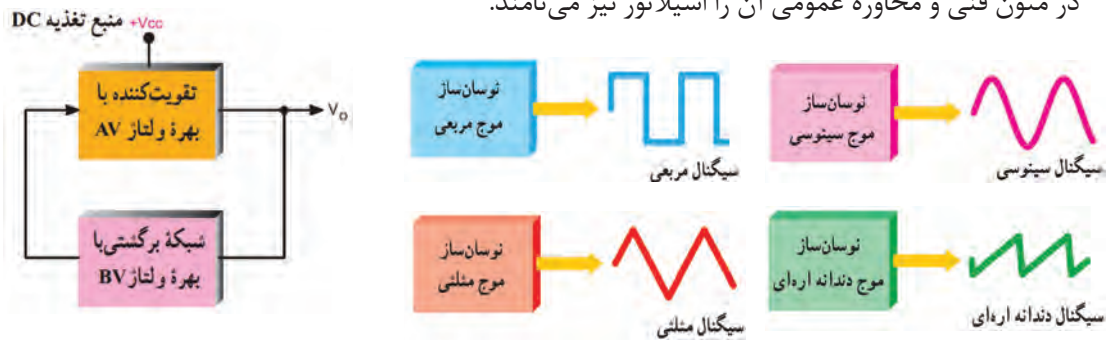 در متون فنی و محاوره عمومی آن را اسیلاتور نیز می‌نامند.
منبع تغذیه DC +Vcc
تقویت‌کننده با
بهرهٔ ولتاژ AV
V₀
شبکهٔ برگشتی با
بهرهٔ ولتاژ BV
نوسان‌ساز
موج سینوسی
سیگنال سینوسی
نوسان‌ساز
موج مربعی
سیگنال مربعی
نوسان‌ساز
موج دندانه اره‌ای
سیگنال دندانه اره‌ای
نوسان‌ساز
موج مثلثی
سیگنال مثلثی